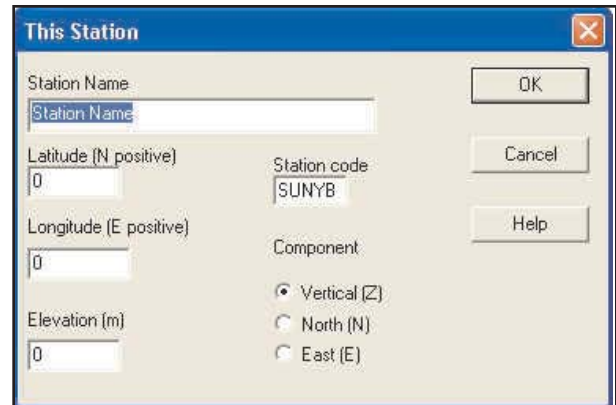 This Station
Station Name
OK
Station Name
Latitude (N positive)
Station code
Cancel
0
SUNYB
Longitude (E positive)
Help
0
Component
Vertical (Z)
Elevation (m)
North (N)
0
East (E)